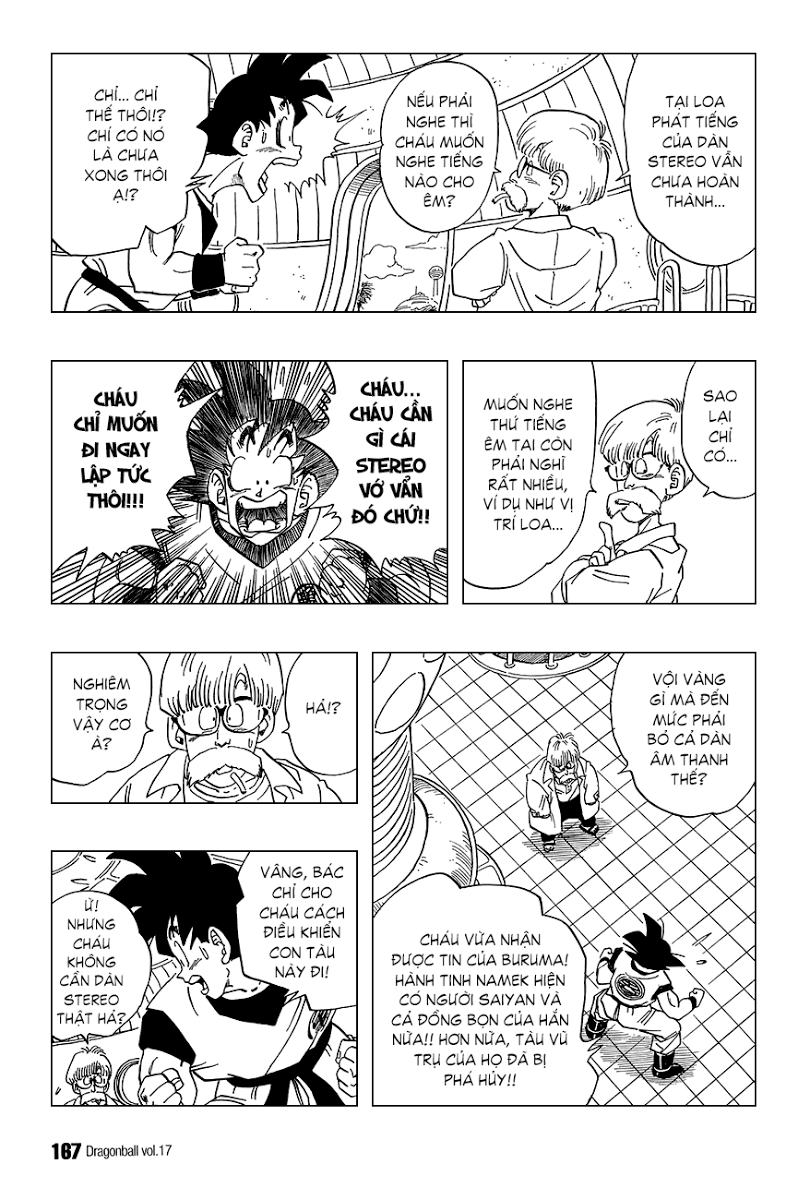 TẠI LOA
PHÁT TIẾNG
CỦA DÀN
STEREO VẪN
CHƯA HOÀN
THÀNH...
NẾU PHẢI
NGHE THÌ
CHÁU MUỐN
NGHE TIẾNG
NÀO CHO
ÊM?
CHỈ... CHỈ
THẾ THÔI!?
CHỈ CÓ NÓ
LÀ CHƯA
XONG THÔI
Ạ!?
SAO
LẠI
CHỈ
CÓ...
MUỐN NGHE
THỨ TIẾNG
ÊM TAI CÒN
PHẢI NGHĨ
RẤT NHIỀU,
VÍ DỤ NHƯ VỊ
TRÍ LOA...
CHÁU...
CHÁU CẦN
GÌ CÁI
STEREO
VỚ VẨN
ĐÓ CHỨ!!
CHÁU
CHỈ MUỐN
ĐI NGAY
LẬP TỨC
THÔI!!!
VỘI VÀNG
GÌ MÀ ĐẾN
MỨC PHẢI
BỎ CẢ DÀN
ÂM THANH
THẾ?
CHÁU VỪA NHẬN
ĐƯỢC TIN CỦA BURUMA!
HÀNH TINH NAMEK HIỆN
CÓ NGƯỜI SAIYAN VÀ
CẢ ĐỒNG BỌN CỦA HẮN
NỮA!! HƠN NỮA, TÀU VŨ
TRỤ CỦA HỌ ĐÃ BỊ
PHÁ HỦY!!
HẢ!?
NGHIÊM
TRỌNG
VẬY CƠ
À?
VÂNG, BÁC
CHỈ CHO
CHÁU CÁCH
ĐIỀU KHIỂN
CON TÀU
NÀY ĐI!
Ừ!
NHƯNG
CHÁU
KHÔNG
CẦN DÀN
STEREO
THẬT HẢ?
167 Dragonball vol.17